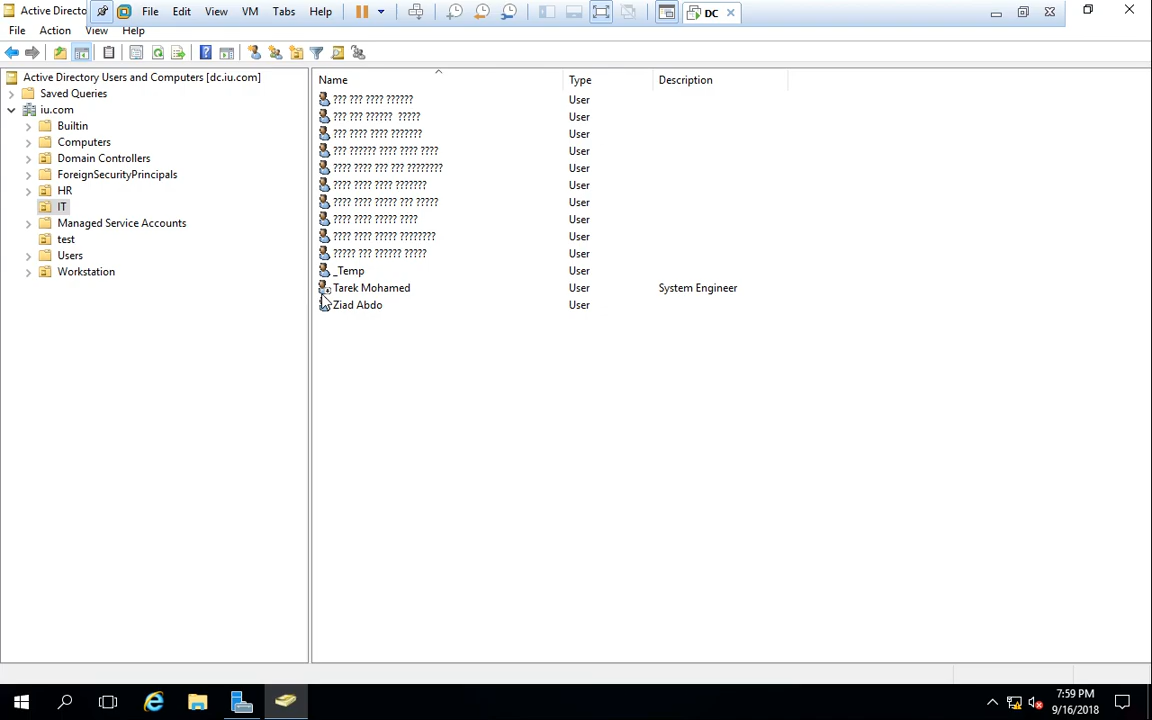 Active Directo File Edit View VM Tabs Help DC
File Action View Help
Active Directory Users and Computers [dc.iu.com]
Saved Queries
iu.com
Builtin
Computers
Domain Controllers
ForeignSecurityPrincipals
HR
IT
Managed Service Accounts
test
Users
Workstation
Name Type Description
??? ??? ???? ?????? User
??? ??? ?????? ????? User
??? ???? ???? ??????? User
??? ?????? ???? ???? ???? User
???? ???? ??? ??? ???????? User
???? ???? ???? ??????? User
???? ???? ????? ??? ????? User
???? ???? ????? ???? User
???? ???? ????? ???????? User
????? ??? ?????? ????? User
_Temp User
Tarek Mohamed User System Engineer
Ziad Abdo User
7:59 PM
9/16/2018